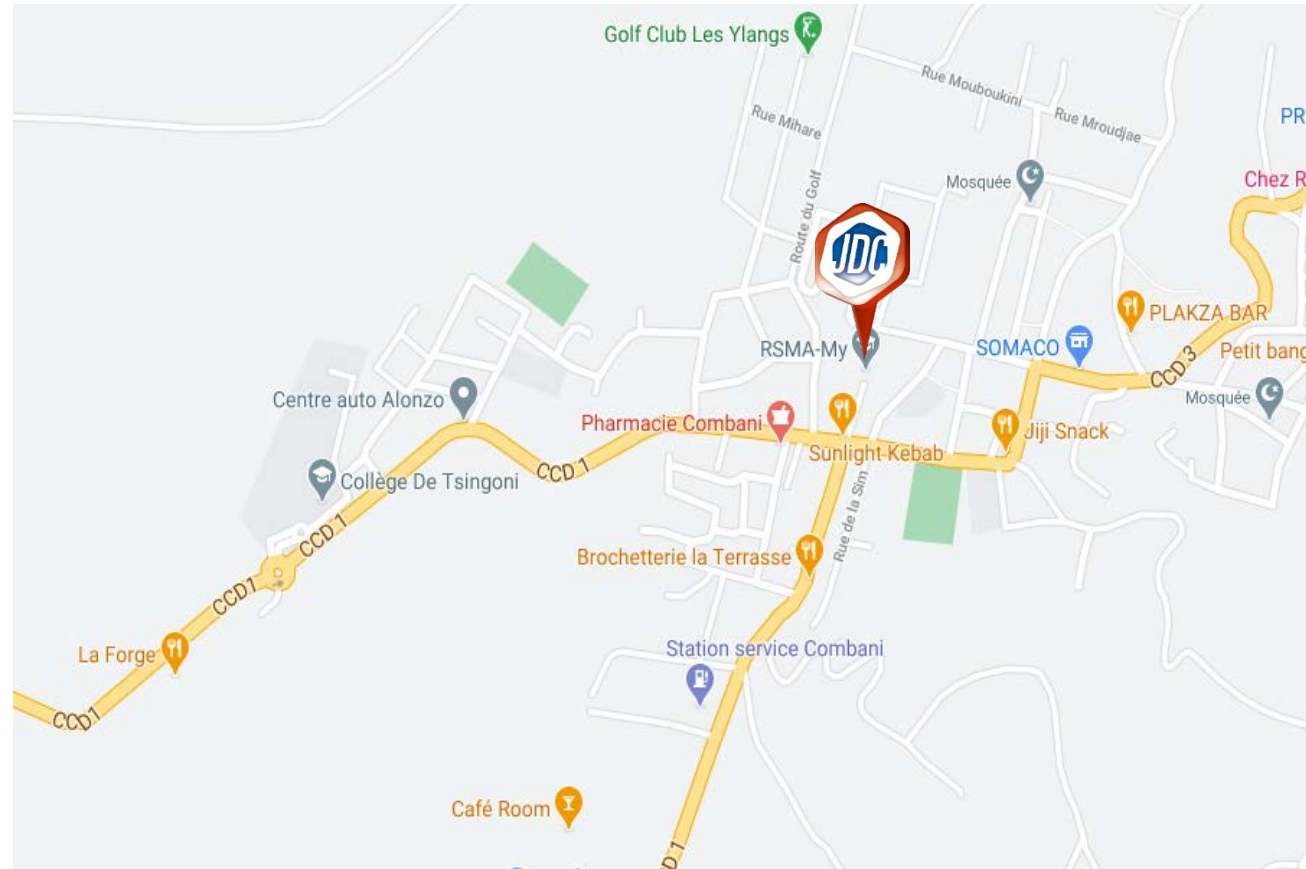 Golf Club Les Ylangs
Rue Mouboukini
Rue Mihare
Rue Mroudjae
PR
Mosquée
Chez R
Route du Golf
JDC
RSMA-My
SOMACO
PLAKZA BAR
CCD 3
Petit bang
Centre auto Alonzo
Mosquée
Pharmacie Combani
Jiji Snack
Sunlight Kebab
CCD 1
Collège De Tsingoni
Rue de la Sim
CCD 1
Brochetterie la Terrasse
CCD1
La Forge
Station service Combani
CCD1
Café Room
D 1